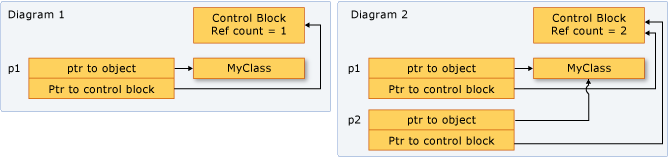 Diagram 1
Control Block
Ref count = 1
p1
ptr to object
MyClass
Ptr to control block
Diagram 2
Control Block
Ref count = 2
p1
ptr to object
MyClass
Ptr to control block
p2
ptr to object
Ptr to control block